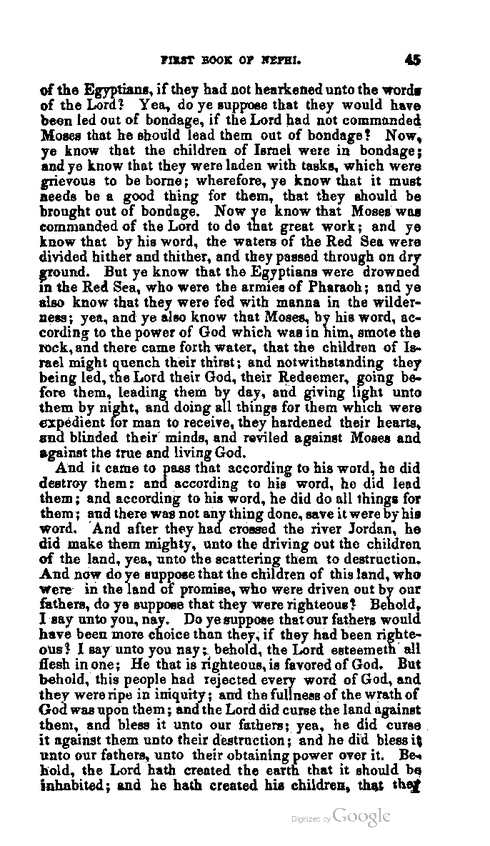 FIRST BOOK OF NEPHI. 45
of the Egyptians, if they had not hearkened unto the words
of the Lord? Yea, do ye suppose that they would have
been led out of bondage, if the Lord had not commanded
Moses that he should lead them out of bondage? Now,
ye know that the children of Israel were in bondage;
and ye know that they were laden with tasks, which were
grievous to be borne; wherefore, ye know that it must
needs be a good thing for them, that they should be
brought out of bondage. Now ye know that Moses was
commanded of the Lord to do that great work; and ye
know that by his word, the waters of the Red Sea were
divided hither and thither, and they passed through on dry
ground. But ye know that the Egyptians were drowned
in the Red Sea, who were the armies of Pharaoh; and ye
also know that they were fed with manna in the wilder-
ness; yea, and ye also know that Moses, by his word, ac-
cording to the power of God which was in him, smote the
rock, and there came forth water, that the children of Is-
rael might quench their thirst; and notwithstanding they
being led, the Lord their God, their Redeemer, going be-
fore them, leading them by day, and giving light unto
them by night, and doing all things for them which were
expedient for man to receive, they hardened their hearts,
and blinded their minds, and reviled against Moses and
against the true and living God.
And it came to pass that according to his word, he did
destroy them: and according to his word, he did lead
them; and according to his word, he did do all things for
them; and there was not any thing done, save it were by his
word. And after they had crossed the river Jordan, he
did make them mighty, unto the driving out the children
of the land, yea, unto the scattering them to destruction.
And now do ye suppose that the children of this land, who
were in the land of promise, who were driven out by our
fathers, do ye suppose that they were righteous? Behold,
I say unto you, nay. Do ye suppose that our fathers would
have been more choice than they, if they had been righte-
ous? I say unto you nay; behold, the Lord esteemeth all
flesh in one; He that is righteous, is favored of God. But
behold, this people had rejected every word of God, and
they were ripe in iniquity; and the fullness of the wrath of
God was upon them; and the Lord did curse the land against
them, and bless it unto our fathers; yea, he did curse
it against them unto their destruction; and he did bless it
unto our fathers, unto their obtaining power over it. Be-
hold, the Lord hath created the earth that it should be
inhabited; and he hath created his children, that they
Digitized by Google